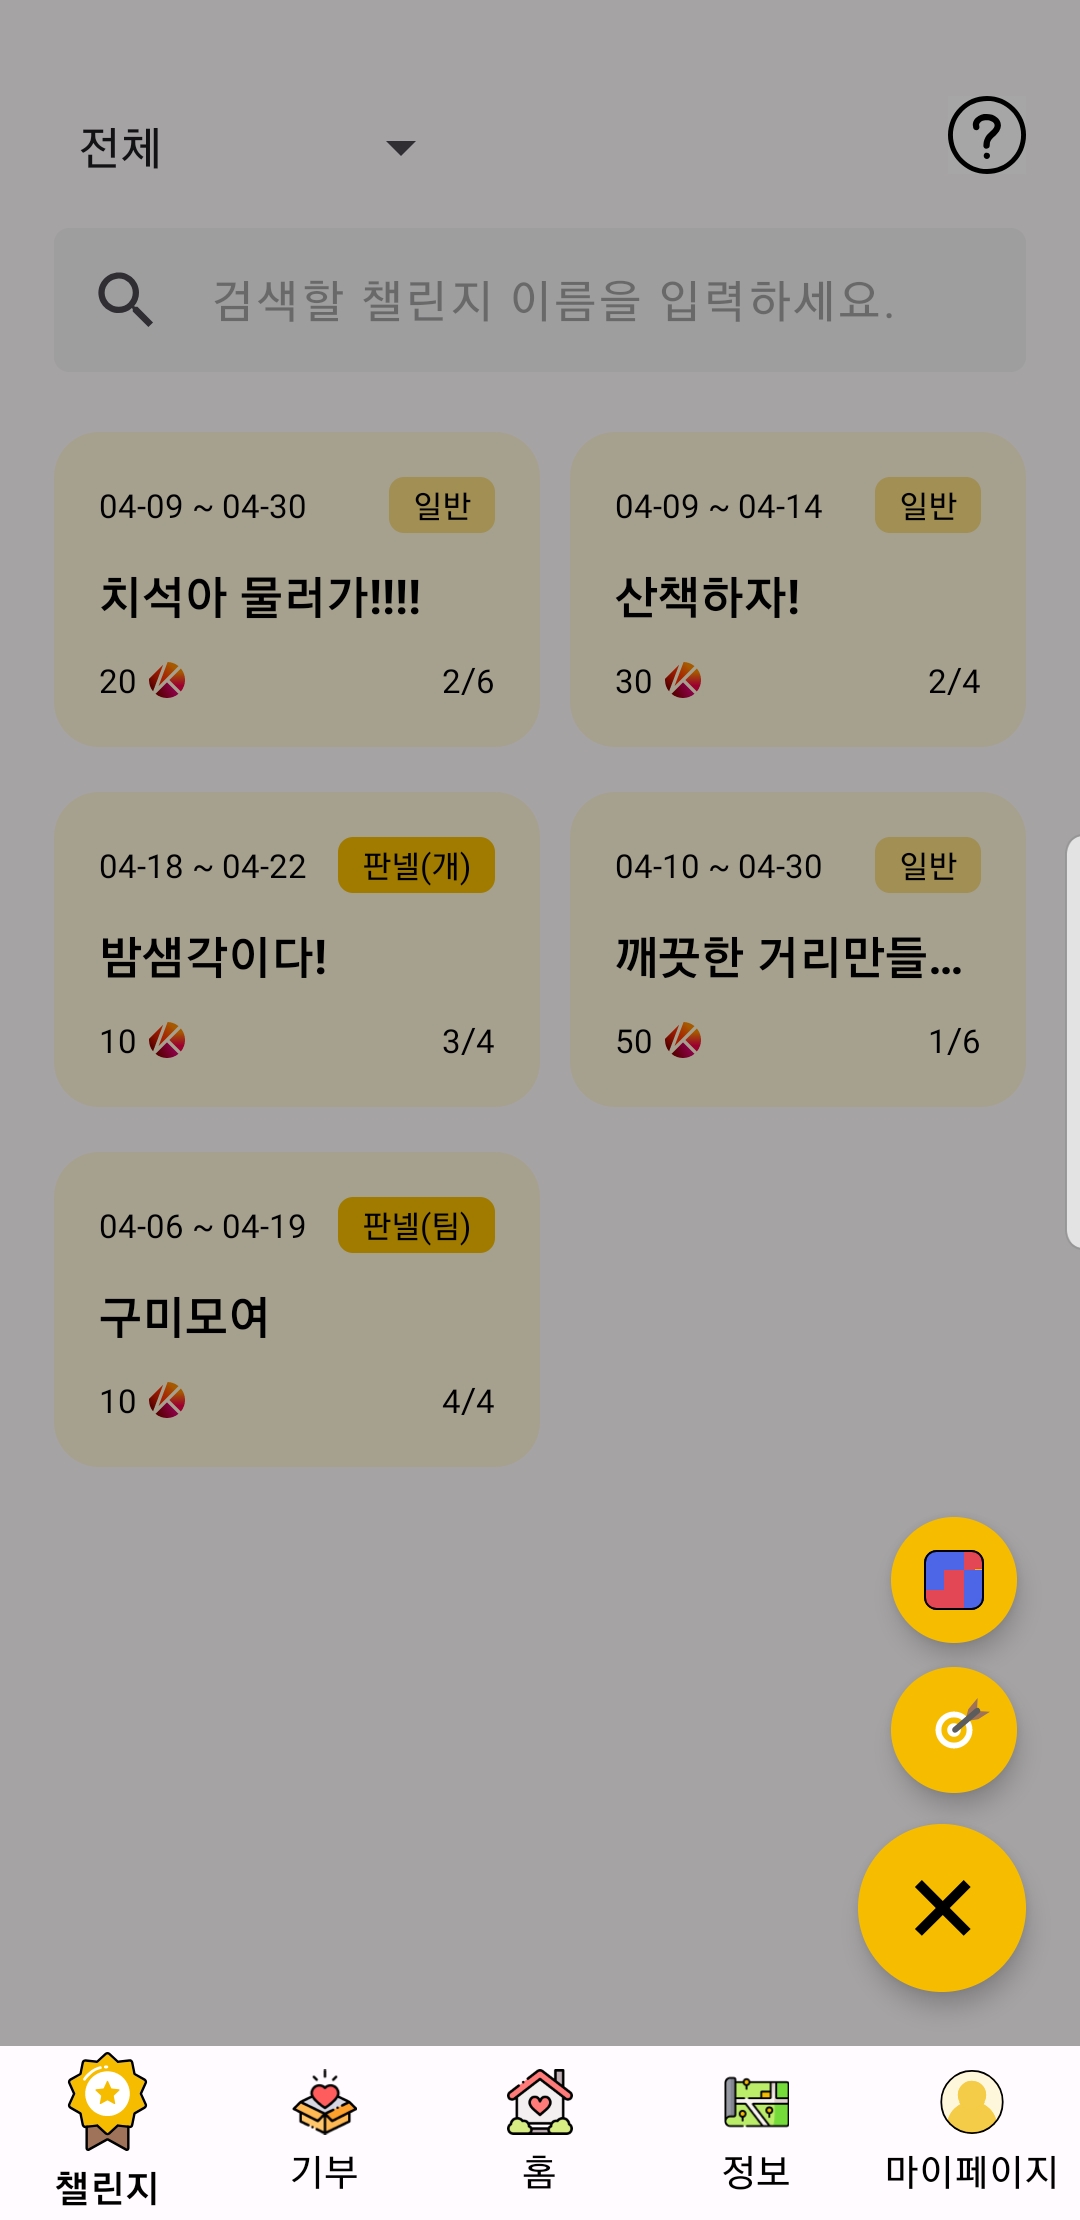 전체
검색할 챌린지 이름을 입력하세요.
04-09 ~ 04-30 일반
치석아 물러가!!!!
20 2/6
04-09 ~ 04-14 일반
산책하자!
30 2/4
04-18 ~ 04-22 판넬(개)
밤샘각이다!
10 3/4
04-10 ~ 04-30 일반
깨끗한 거리만들...
50 1/6
04-06 ~ 04-19 판넬(팀)
구미모여
10 4/4
챌린지 기부 홈 정보 마이페이지